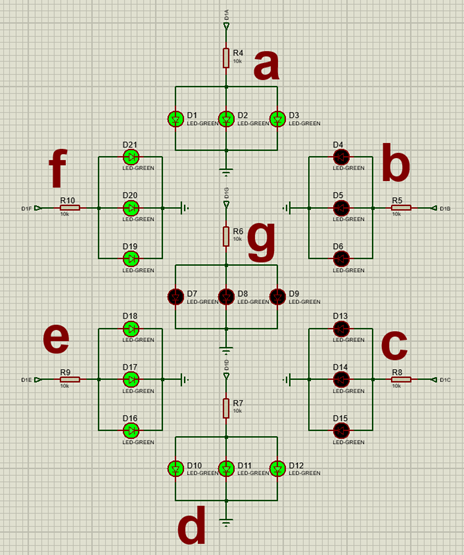 D1A
R4
10k
a
D1
LED-GREEN
D2
LED-GREEN
D3
LED-GREEN
f
D21
LED-GREEN
D20
LED-GREEN
D19
LED-GREEN
D1F
R10
10k
D1G
R6
10k
g
D4
LED-GREEN
b
D5
LED-GREEN
R5
10k
D1B
D6
LED-GREEN
D7
LED-GREEN
D8
LED-GREEN
D9
LED-GREEN
e
D18
LED-GREEN
D17
LED-GREEN
D16
LED-GREEN
D1E
R9
10k
D1D
R7
10k
D13
LED-GREEN
c
D14
LED-GREEN
R8
10k
D1C
D15
LED-GREEN
D10
LED-GREEN
D11
LED-GREEN
D12
LED-GREEN
d